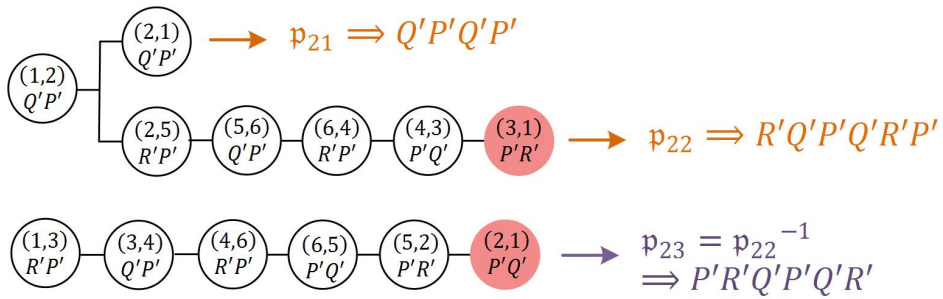 (2,1)
Q′P′
𝔭₂₁ ⟹ Q′P′Q′P′
(1,2)
Q′P′
(2,5)
R′P′
(5,6)
Q′P′
(6,4)
R′P′
(4,3)
P′Q′
(3,1)
P′R′
𝔭₂₂ ⟹ R′Q′P′Q′R′P′
(1,3)
R′P′
(3,4)
Q′P′
(4,6)
R′P′
(6,5)
P′Q′
(5,2)
P′R′
(2,1)
P′Q′
𝔭₂₃ = 𝔭₂₂⁻¹
⟹ P′R′Q′P′Q′R′